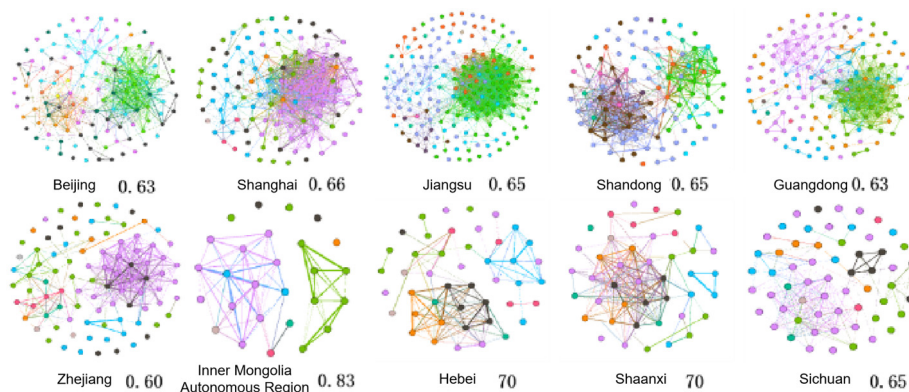 Beijing 0.63
Shanghai 0.66
Jiangsu 0.65
Shandong 0.65
Guangdong 0.63
Zhejiang 0.60
Inner Mongolia
Autonomous Region 0.83
Hebei 70
Shaanxi 70
Sichuan 0.65